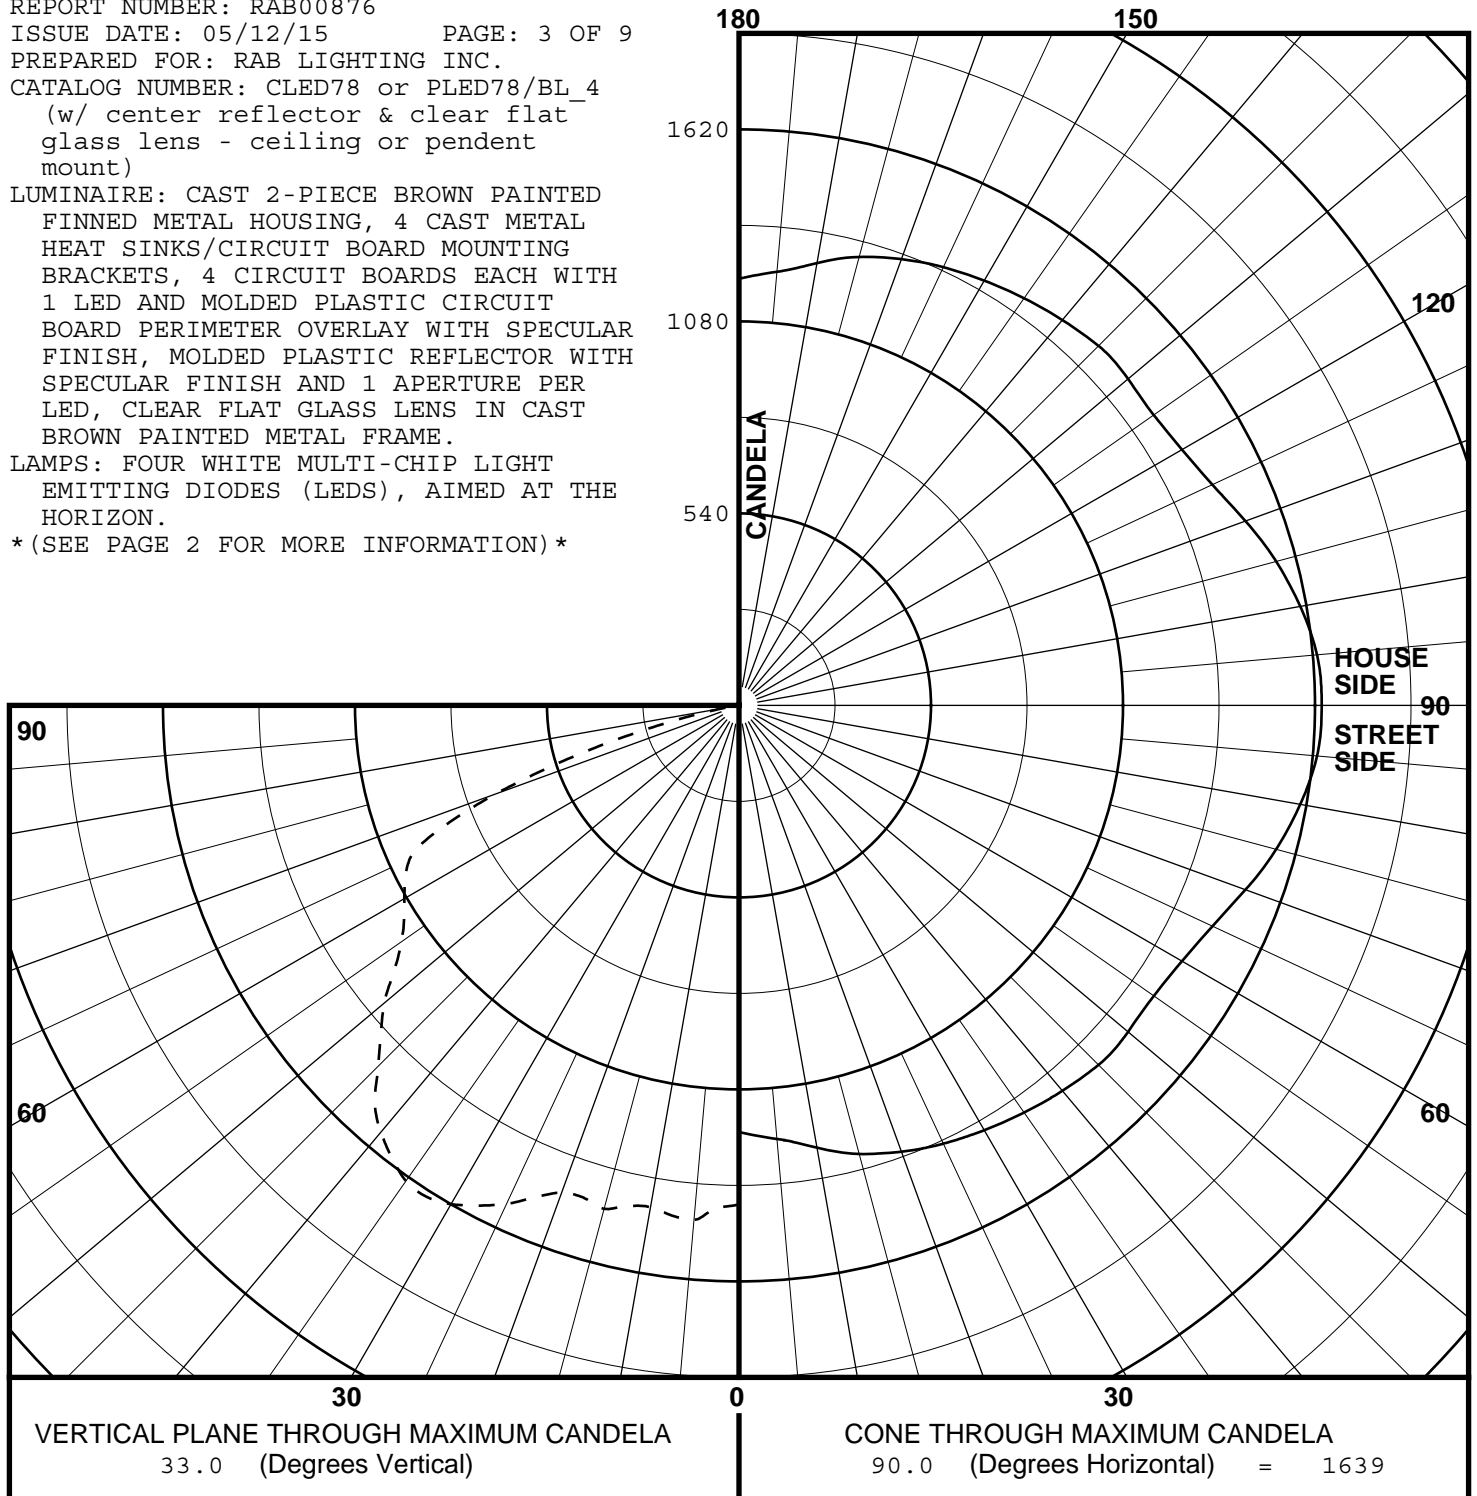 REPORT NUMBER: RAB00876
ISSUE DATE: 05/12/15 PAGE: 3 OF 9
PREPARED FOR: RAB LIGHTING INC.
CATALOG NUMBER: CLED78 or PLED78/BL_4
(w/ center reflector & clear flat
glass lens - ceiling or pendent
mount)
LUMINAIRE: CAST 2-PIECE BROWN PAINTED
FINNED METAL HOUSING, 4 CAST METAL
HEAT SINKS/CIRCUIT BOARD MOUNTING
BRACKETS, 4 CIRCUIT BOARDS EACH WITH
1 LED AND MOLDED PLASTIC CIRCUIT
BOARD PERIMETER OVERLAY WITH SPECULAR
FINISH, MOLDED PLASTIC REFLECTOR WITH
SPECULAR FINISH AND 1 APERTURE PER
LED, CLEAR FLAT GLASS LENS IN CAST
BROWN PAINTED METAL FRAME.
LAMPS: FOUR WHITE MULTI-CHIP LIGHT
EMITTING DIODES (LEDS), AIMED AT THE
HORIZON.
*(SEE PAGE 2 FOR MORE INFORMATION)*
180
150
1620
120
1080
CANDELA
540
HOUSE
SIDE
90
STREET
SIDE
90
60
60
30
0
30
VERTICAL PLANE THROUGH MAXIMUM CANDELA
33.0 (Degrees Vertical)
CONE THROUGH MAXIMUM CANDELA
90.0 (Degrees Horizontal) = 1639